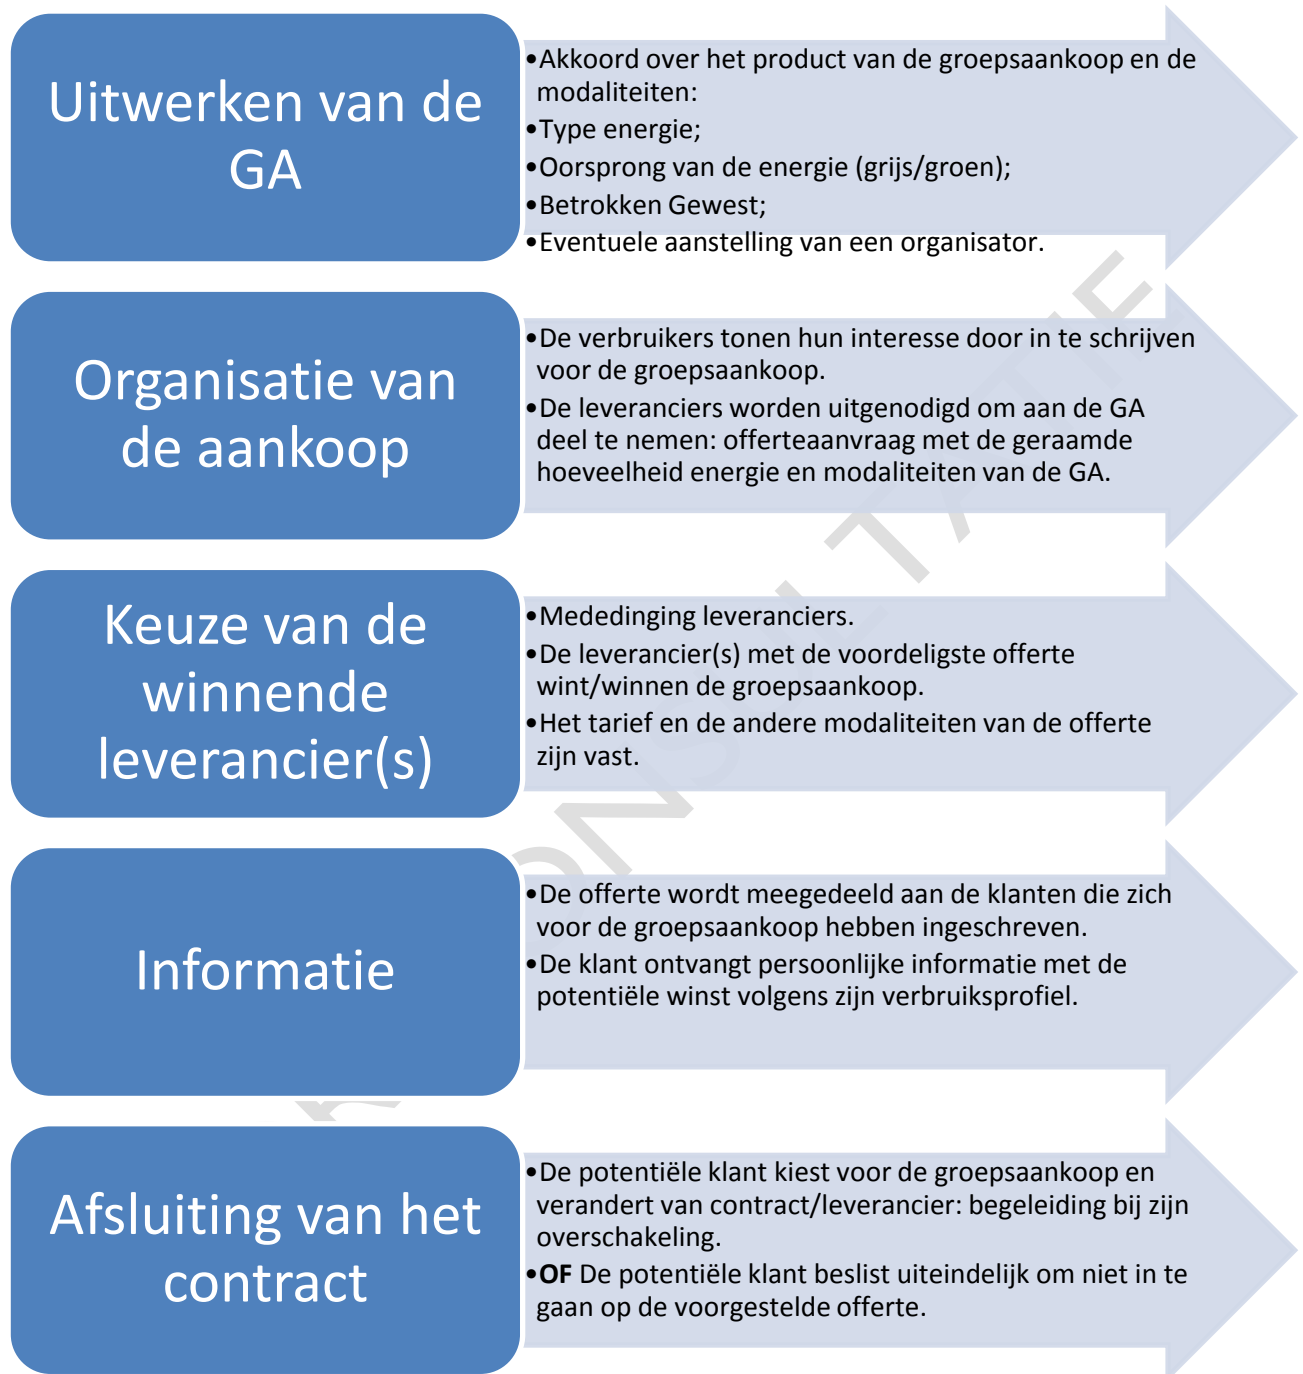 Uitwerken van de
GA
•Akkoord over het product van de groepsaankoop en de
modaliteiten:
•Type energie;
•Oorsprong van de energie (grijs/groen);
•Betrokken Gewest;
•Eventuele aanstelling van een organisator.
Organisatie van
de aankoop
•De verbruikers tonen hun interesse door in te schrijven
voor de groepsaankoop.
•De leveranciers worden uitgenodigd om aan de GA
deel te nemen: offerteaanvraag met de geraamde
hoeveelheid energie en modaliteiten van de GA.
Keuze van de
winnende
leverancier(s)
•Mededinging leveranciers.
•De leverancier(s) met de voordeligste offerte
wint/winnen de groepsaankoop.
•Het tarief en de andere modaliteiten van de offerte
zijn vast.
Informatie
•De offerte wordt meegedeeld aan de klanten die zich
voor de groepsaankoop hebben ingeschreven.
•De klant ontvangt persoonlijke informatie met de
potentiële winst volgens zijn verbruiksprofiel.
Afsluiting van het
contract
•De potentiële klant kiest voor de groepsaankoop en
verandert van contract/leverancier: begeleiding bij zijn
overschakeling.
•OF De potentiële klant beslist uiteindelijk om niet in te
gaan op de voorgestelde offerte.